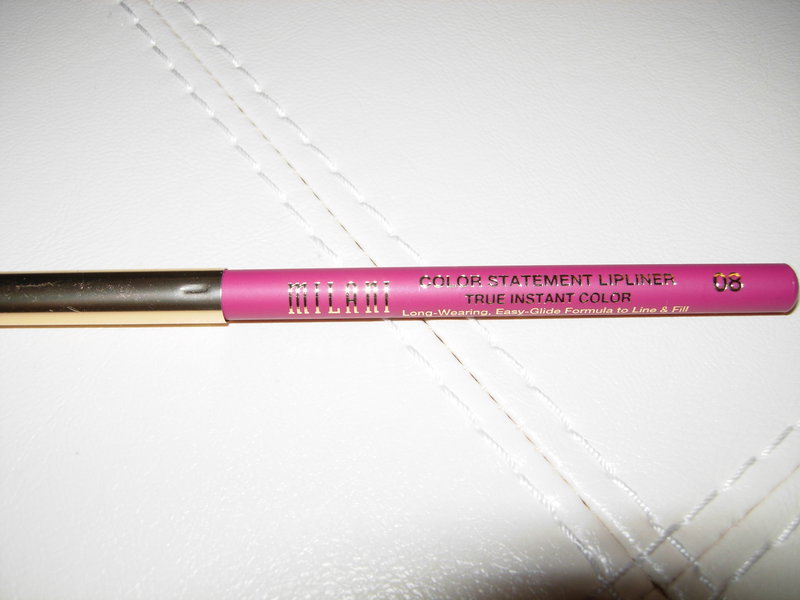 MILANI
COLOR STATEMENT LIPLINER
TRUE INSTANT COLOR
Long-Wearing, Easy-Glide Formula to Line & Fill
08